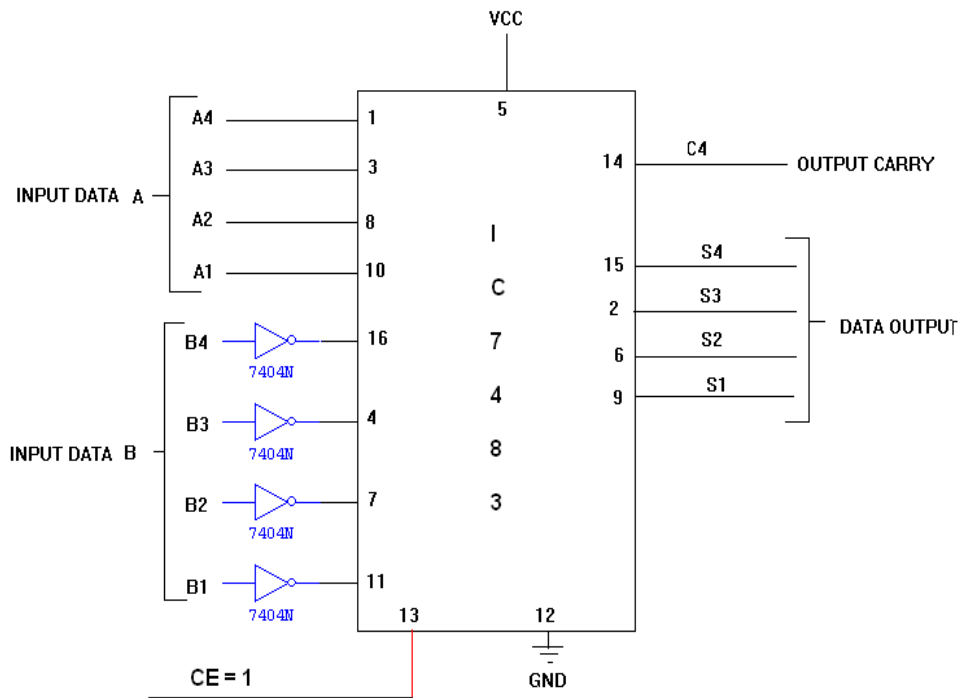 VCC
5
A4
1
A3
3
INPUT DATA A
A2
8
A1
10
B4
16
7404N
B3
4
7404N
INPUT DATA B
B2
7
7404N
B1
11
7404N
I
C
7
4
8
3
14
C4
OUTPUT CARRY
15
S4
2
S3
DATA OUTPUT
6
S2
9
S1
13
12
CE = 1
GND